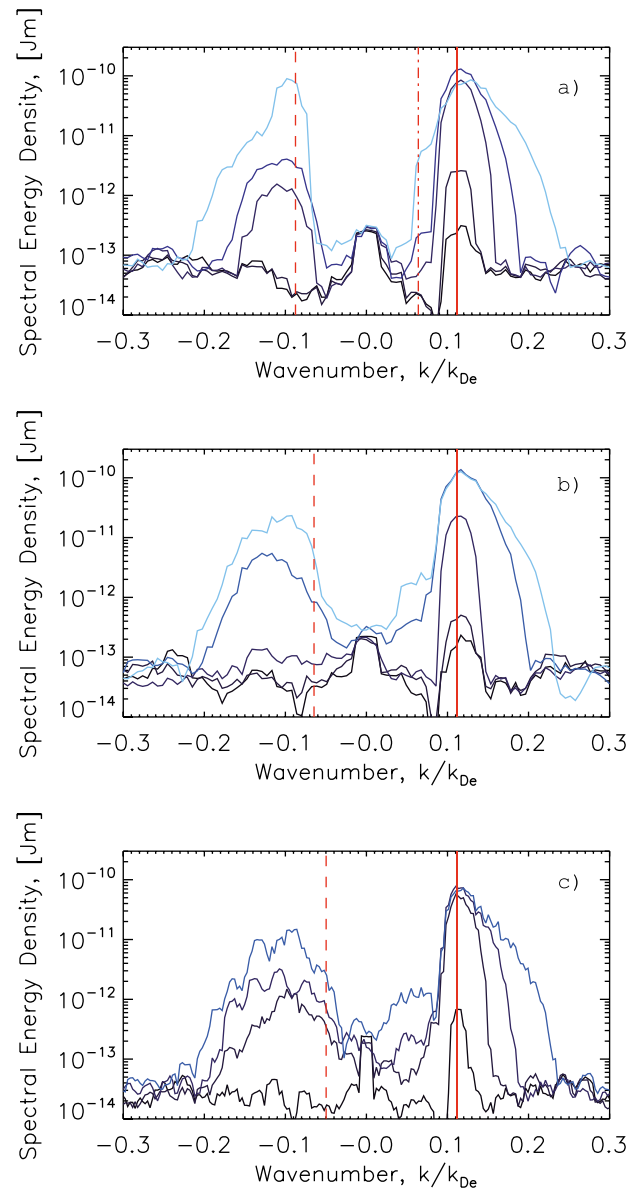 Spectral Energy Density, [Jm]
10⁻¹⁰
10⁻¹¹
10⁻¹²
10⁻¹³
10⁻¹⁴
a)
−0.3 −0.2 −0.1 −0.0 0.1 0.2 0.3
Wavenumber, k/k_De
Spectral Energy Density, [Jm]
10⁻¹⁰
10⁻¹¹
10⁻¹²
10⁻¹³
10⁻¹⁴
b)
−0.3 −0.2 −0.1 −0.0 0.1 0.2 0.3
Wavenumber, k/k_De
Spectral Energy Density, [Jm]
10⁻¹⁰
10⁻¹¹
10⁻¹²
10⁻¹³
10⁻¹⁴
c)
−0.3 −0.2 −0.1 −0.0 0.1 0.2 0.3
Wavenumber, k/k_De